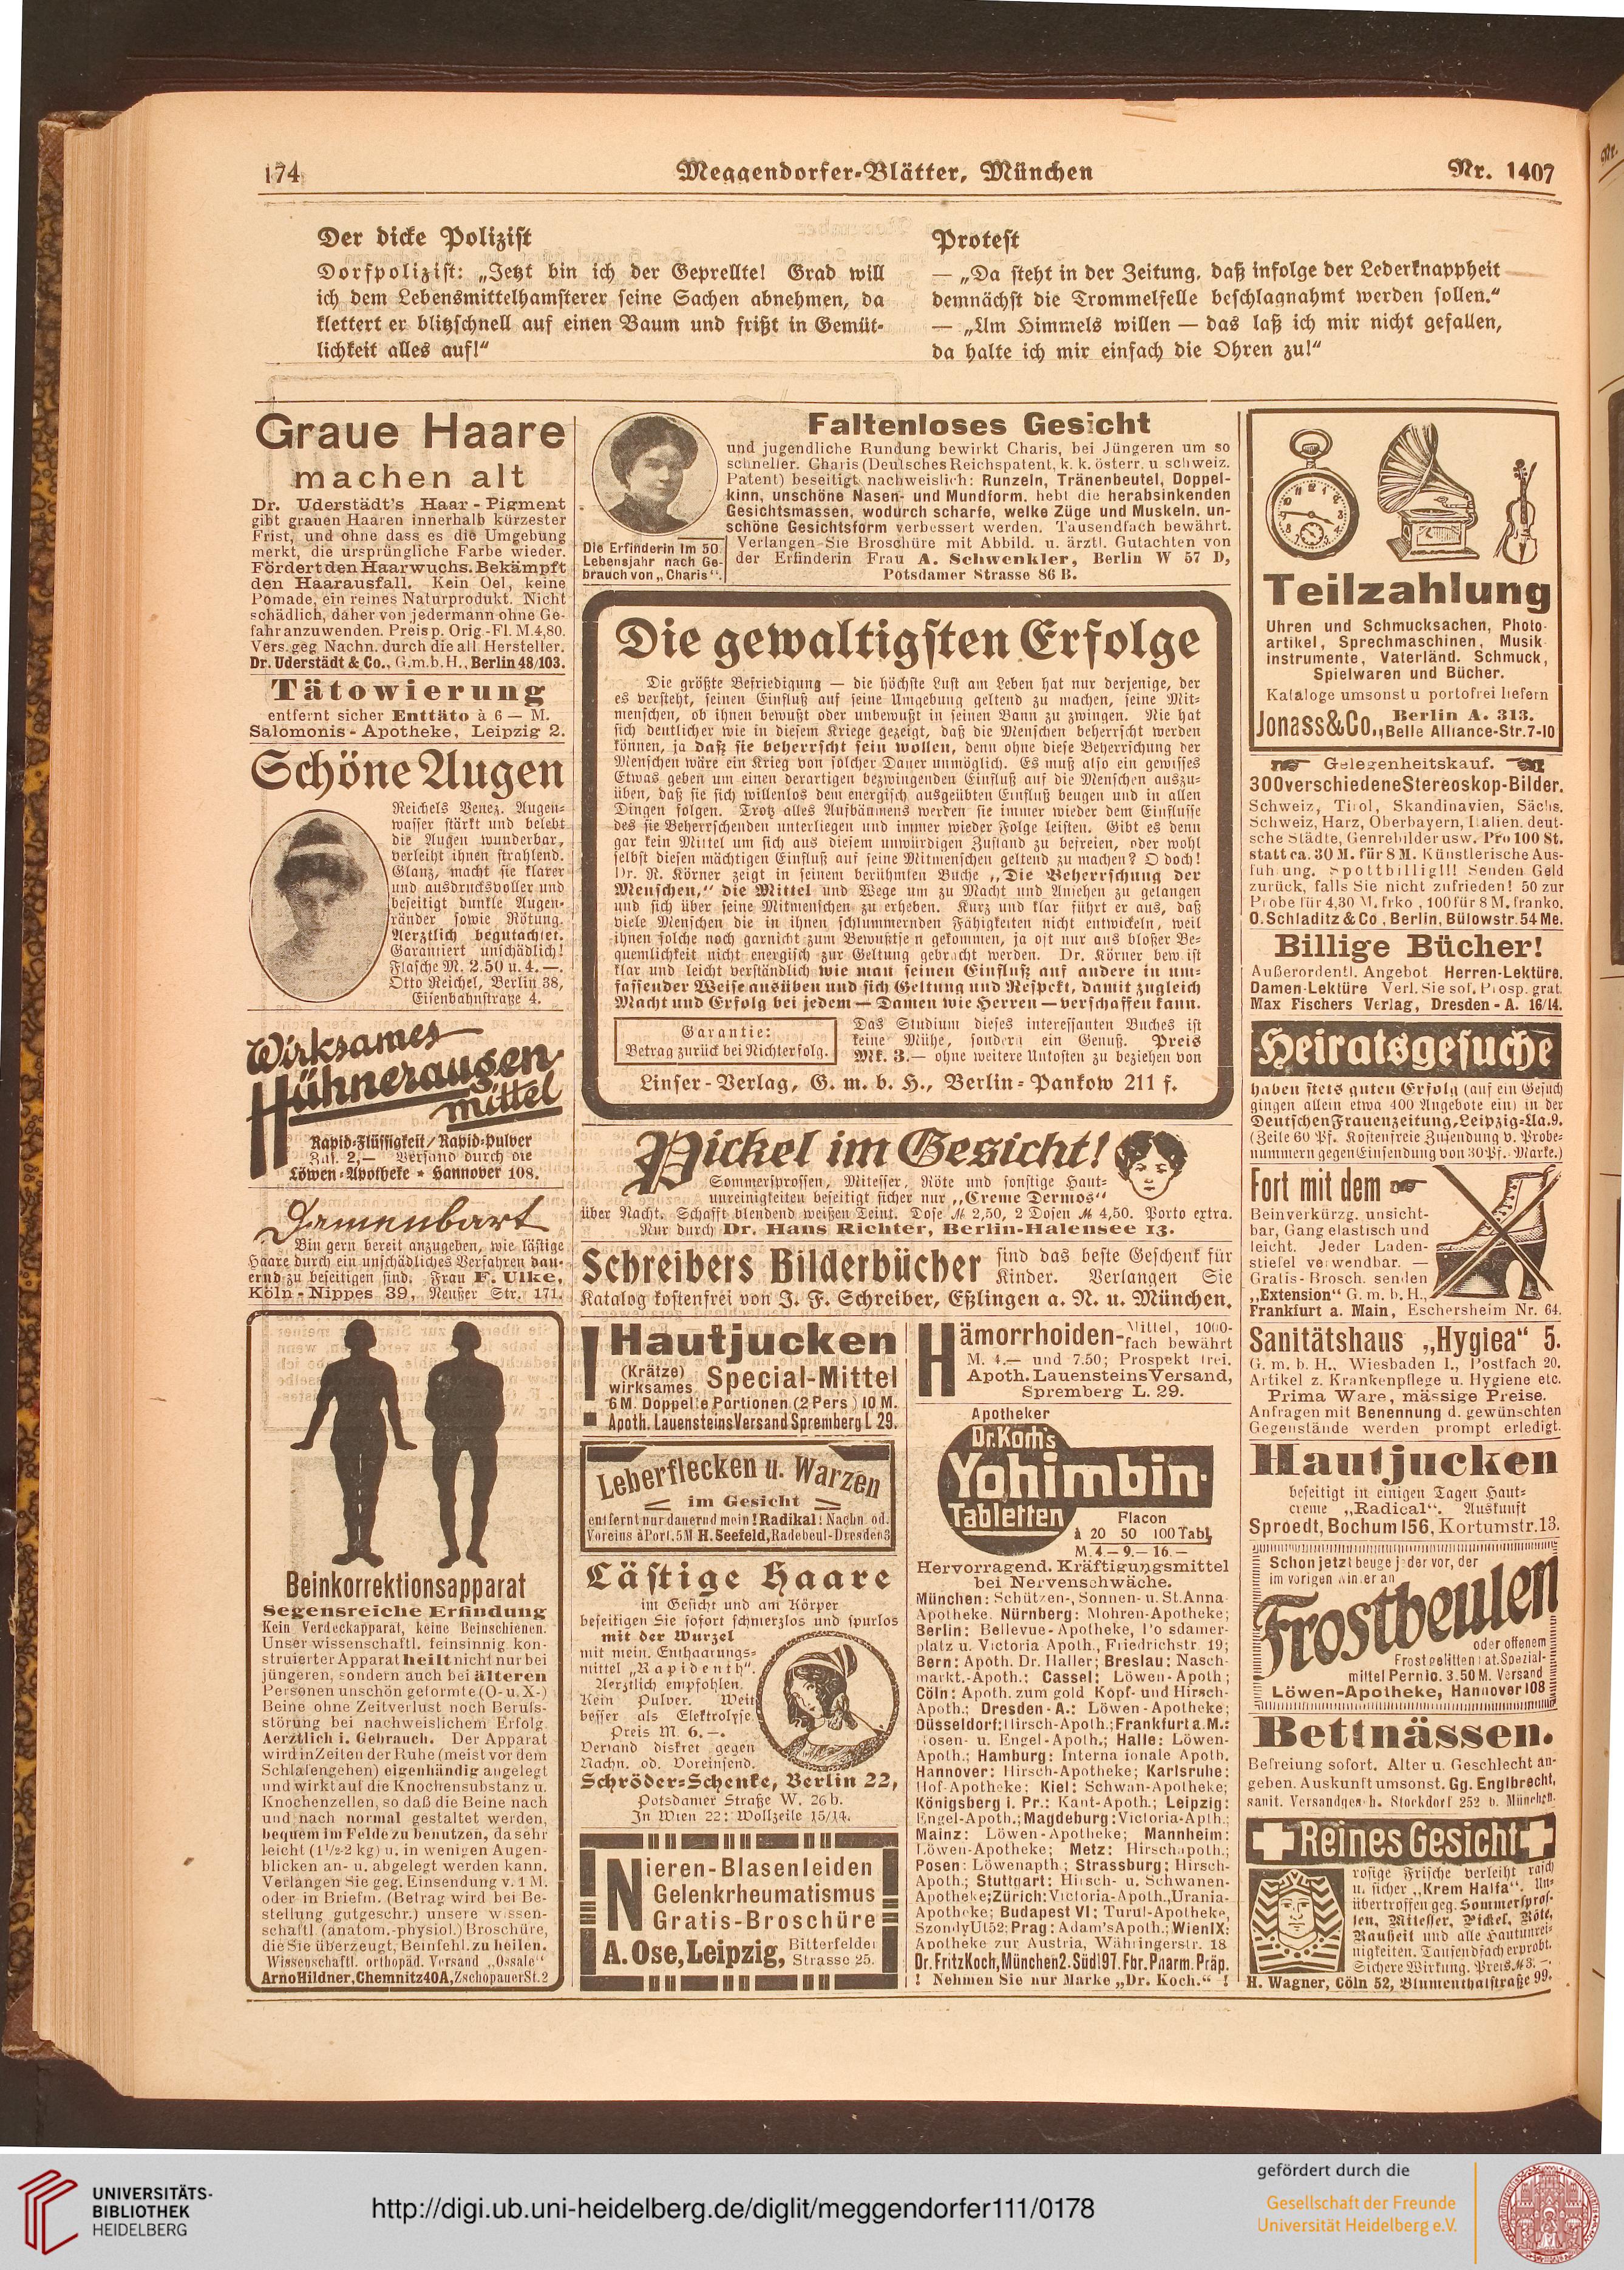 174
Meggendorfer-Blätter, München
Nr. 1407
Der dicke Polizist
Dorfpolizist: „Jetzt bin ich der Geprellte! Grad will
ich dem Lebensmittelhamsterer seine Sachen abnehmen, da
klettert er blitzschnell auf einen Baum und frißt in Gemüt-
lichkeit alles auf!“
Protest
— „Da steht in der Zeitung, daß infolge der Lederknappheit
demnächst die Trommelfelle beschlagnahmt werden sollen.“
— „Um Himmels willen — das laß ich mir nicht gefallen,
da halte ich mir einfach die Ohren zu!“
Graue Haare
machen alt
Dr. Uderstädt's Haar-Pigment
gibt grauen Haaren innerhalb kürzester
Frist, und ohne dass es die Umgebung
merkt, die ursprüngliche Farbe wieder.
Fördert den Haarwuchs. Bekämpft
den Haarausfall. Kein Oel, keine
Pomade, ein reines Naturprodukt. Nicht
schädlich, daher von jedermann ohne Ge-
fahr anzuwenden. Preis p. Orig.-Fl. M. 4,80.
Vers. geg. Nachn. durch die all. Hersteller.
Dr. Uderstädt & Co., G.m.b.H., Berlin 48/103.
Tätowierung
entfernt sicher Enttäto à 6 — M.
Salomonis-Apotheke, Leipzig 2.
Schöne Augen
Reichels Venez. Augen-
wasser stärkt und belebt
die Augen wunderbar,
verleiht ihnen strahlend.
Glanz, macht sie klarer
und ausdrucksvoller und
beseitigt dunkle Augen-
ränder sowie Rötung.
Aerztlich begutachtet.
Garantiert unschädlich!
Flasche M. 2.50 u. 4.—.
Otto Reichel, Berlin 38,
Eisenbahnstraße 4.
Wirksames
Hühneraugen
mittel
Rapid-Flüssigkeit / Rapid-Pulver
Zus. 2,— Versand durch die
Löwen-Apotheke * Hannover 108.
Damenbart
Bin gern bereit anzugeben, wie lästige
Haare durch ein unschädliches Verfahren dau-
ernd zu beseitigen sind. Frau F. Ulke,
Köln-Nippes 39, Neußer Str. 171.
Beinkorrektionsapparat
Segensreiche Erfindung
Kein Verdeckapparat, keine Beinschienen.
Unser wissenschaftl. feinsinnig kon-
struierter Apparat heilt nicht nur bei
jüngeren, sondern auch bei älteren
Personen unschön geformte (O- u. X-)
Beine ohne Zeitverlust noch Berufs-
störung bei nachweislichem Erfolg.
Aerztlich i. Gebrauch. Der Apparat
wird in Zeiten der Ruhe (meist vor dem
Schlafengehen) eigenhändig angelegt
und wirkt auf die Knochensubstanz u.
Knochenzellen, so daß die Beine nach
und nach normal gestaltet werden,
bequem im Felde zu benutzen, da sehr
leicht (1½-2 kg) u. in wenigen Augen-
blicken an- u. abgelegt werden kann.
Verlangen Sie geg. Einsendung v. 1 M.
oder in Briefm. (Betrag wird bei Be-
stellung gutgeschr.) unsere wissen-
schaftl. (anatom.-physiol.) Broschüre,
die Sie überzeugt, Beinfehl. zu heilen.
Wissenschaftl. orthopäd. Versand „Ossale“
Arno Hildner, Chemnitz 40A, Zschopauer St. 2
Die Erfinderin im 50.
Lebensjahr nach Ge-
brauch von „Charis“.
Faltenloses Gesicht
und jugendliche Rundung bewirkt Charis, bei Jüngeren um so
schneller. Charis (Deutsches Reichspatent, k. k. österr. u. schweiz.
Patent) beseitigt nachweislich: Runzeln, Tränenbeutel, Doppel-
kinn, unschöne Nasen- und Mundform, hebt die herabsinkenden
Gesichtsmassen, wodurch scharfe, welke Züge und Muskeln, un-
schöne Gesichtsform verbessert werden. Tausendfach bewährt.
Verlangen Sie Broschüre mit Abbild. u. ärztl. Gutachten von
der Erfinderin Frau A. Schwenkler, Berlin W 57 D,
Potsdamer Strasse 86 B.
Die gewaltigsten Erfolge
Die größte Befriedigung — die höchste Lust am Leben hat nur derjenige, der
es versteht, seinen Einfluß auf seine Umgebung geltend zu machen, seine Mit-
menschen, ob ihnen bewußt oder unbewußt in seinen Bann zu zwingen. Nie hat
sich deutlicher wie in diesem Kriege gezeigt, daß die Menschen beherrscht werden
können, ja daß sie beherrscht sein wollen, denn ohne diese Beherrschung der
Menschen wäre ein Krieg von solcher Dauer unmöglich. Es muß also ein gewisses
Etwas geben um einen derartigen bezwingenden Einfluß auf die Menschen auszu-
üben, daß sie sich willenlos dem energisch ausgeübten Einfluß beugen und in allen
Dingen folgen. Trotz alles Aufbäumens werden sie immer wieder dem Einflusse
des sie Beherrschenden unterliegen und immer wieder Folge leisten. Gibt es denn
gar kein Mittel um sich aus diesem unwürdigen Zustand zu befreien, oder wohl
selbst diesen mächtigen Einfluß auf seine Mitmenschen geltend zu machen? O doch!
Dr. R. Körner zeigt in seinem berühmten Buche „Die Beherrschung der
Menschen,“ die Mittel und Wege um zu Macht und Ansehen zu gelangen
und sich über seine Mitmenschen zu erheben. Kurz und klar führt er aus, daß
viele Menschen die in ihnen schlummernden Fähigkeiten nicht entwickeln, weil
ihnen solche noch garnicht zum Bewußtsein gekommen, ja oft nur aus bloßer Be-
quemlichkeit nicht energisch zur Geltung gebracht werden. Dr. Körner beweist
klar und leicht verständlich wie man seinen Einfluß auf andere in um-
fassender Weise ausüben und sich Geltung und Respekt, damit zugleich
Macht und Erfolg bei jedem — Damen wie Herren — verschaffen kann.
Garantie:
Betrag zurück bei Nichterfolg.
Das Studium dieses interessanten Buches ist
keine Mühe, sondern ein Genuß. Preis
Mk. 3.— ohne weitere Unkosten zu beziehen von
Linser-Verlag, G. m. b. H., Berlin-Pankow 211 f.
Pickel im Gesicht!
Sommersprossen, Mitesser, Röte und sonstige Haut-
unreinigkeiten beseitigt sicher nur „Creme Dermos“
über Nacht. Schafft blendend weißen Teint. Dose M 2,50, 2 Dosen M 4,50. Porto extra.
Nur durch Dr. Hans Richter, Berlin-Halensee 13.
Schreibers Bilderbücher sind das beste Geschenk für
Kinder. Verlangen Sie
Katalog kostenfrei von J. F. Schreiber, Eßlingen a. N. u. München.
Hautjucken
(Krätze)
wirksames Special-Mittel
6 M. Doppelte Portionen (2 Pers.) 10 M.
Apoth. Lauensteins Versand Spremberg L 29.
Leberflecken u. Warzen
im Gesicht
entfernt nur dauernd mein ! Radikal ! Nachn. od.
Voreins. à Port. 5 M H. Seefeld, Radebeul-Dresden 3
Lästige Haare
im Gesicht und am Körper
beseitigen Sie sofort schmerzlos und spurlos
mit der Wurzel
mit mein. Enthaarungs-
mittel „Rapidenth“.
Aerztlich empfohlen.
Kein Pulver. Weit
besser als Elektrolyse.
Preis M. 6.—.
Versand diskret gegen
Nachn. od. Voreinsend.
Schröder-Schenke, Berlin 22,
Potsdamer Straße W. 26b.
In Wien 22: Wollzeile 15/14.
Nieren-Blasenleiden
Gelenkrheumatismus
Gratis-Broschüre
A. Ose, Leipzig, Bitterfelder
Strasse 25.
Hämorrhoiden-Mittel, 1000-
fach bewährt
M. 4.— und 7.50; Prospekt frei.
Apoth. Lauensteins Versand,
Spremberg L. 29.
Apotheker
Dr. Koch's
Yohimbin-
Tabletten
Flacon
à 20 50 100 Tabl.
M. 4.— 9.— 16.—
Hervorragend. Kräftigungsmittel
bei Nervenschwäche.
München: Schützen-, Sonnen- u. St. Anna-
Apotheke. Nürnberg: Mohren-Apotheke;
Berlin: Bellevue-Apotheke, Potsdamer-
platz u. Victoria Apoth., Friedrichstr. 19;
Bern: Apoth. Dr. Haller; Breslau: Nasch-
markt.-Apoth.; Cassel: Löwen-Apoth;
Cöln: Apoth. zum gold. Kopf- und Hirsch-
Apoth.; Dresden-A.: Löwen-Apotheke;
Düsseldorf: Hirsch-Apoth.; Frankfurt a. M.:
Rosen- u. Engel-Apoth.; Halle: Löwen-
Apoth.; Hamburg: Internationale Apoth.
Hannover: Hirsch-Apotheke; Karlsruhe:
Hof-Apotheke; Kiel: Schwan-Apotheke;
Königsberg i. Pr.: Kant-Apoth.; Leipzig:
Engel-Apoth.; Magdeburg: Victoria-Apth.;
Mainz: Löwen-Apotheke; Mannheim:
Löwen-Apotheke; Metz: Hirschapoth.;
Posen: Löwenapth.; Strassburg: Hirsch-
Apoth.; Stuttgart: Hirsch- u. Schwanen-
Apotheke; Zürich: Victoria-Apoth., Urania-
Apotheke; Budapest VI: Turul-Apotheke,
Szondy Ut 52; Prag: Adam's Apoth.; Wien IX:
Apotheke zur Austria, Währingerstr. 18
Dr. Fritz Koch, München 2. Süd 197. Fbr. Pharm. Präp.
! Nehmen Sie nur Marke „Dr. Koch.“ !
Teilzahlung
Uhren und Schmucksachen, Photo-
artikel, Sprechmaschinen, Musik-
instrumente, Vaterländ. Schmuck,
Spielwaren und Bücher.
Kataloge umsonst u. portofrei liefern
Jonass & Co., Berlin A. 313.
Belle Alliance-Str. 7-10
Gelegenheitskauf.
300 verschiedene Stereoskop-Bilder.
Schweiz, Tirol, Skandinavien, Sächs.
Schweiz, Harz, Oberbayern, Italien, deut-
sche Städte, Genrebilder usw. Pro 100 St.
statt ca. 30 M. für 8 M. Künstlerische Aus-
führung. Spottbillig!!! Senden Geld
zurück, falls Sie nicht zufrieden! 50 zur
Probe für 4,30 M. frko, 100 für 8 M. franko.
O. Schladitz & Co, Berlin, Bülowstr. 54 Me.
Billige Bücher!
Außerordentl. Angebot Herren-Lektüre.
Damen-Lektüre Verl. Sie sof. Prosp. grat.
Max Fischers Verlag, Dresden-A. 16/14.
Heiratsgesuche
haben stets guten Erfolg (auf ein Gesuch
gingen allein etwa 400 Angebote ein) in der
Deutschen Frauenzeitung, Leipzig-Ua. 9.
(Zeile 60 Pf. Kostenfreie Zusendung v. Probe-
nummern gegen Einsendung von 30 Pf.-Marke.)
Fort mit dem
Beinverkürzg. unsicht-
bar, Gang elastisch und
leicht. Jeder Laden-
stiefel verwendbar. —
Gratis-Brosch. senden
„Extension“ G. m. b. H.,
Frankfurt a. Main, Eschersheim Nr. 64.
Sanitätshaus „Hygiea“ 5.
G. m. b. H., Wiesbaden I., Postfach 20.
Artikel z. Krankenpflege u. Hygiene etc.
Prima Ware, mässige Preise.
Anfragen mit Benennung d. gewünschten
Gegenstände werden prompt erledigt.
Hautjucken
beseitigt in einigen Tagen Haut-
creme „Radical“. Auskunft
Sproedt, Bochum 156, Kortumstr. 13.
Schon jetzt beuge jeder vor, der
im vorigen Winter an
Frostbeulen
oder offenem
Frost gelitten hat. Spezial-
mittel Pernio. 3.50 M. Versand
Löwen-Apotheke, Hannover 108
Bettnässen.
Befreiung sofort. Alter u. Geschlecht an-
geben. Auskunft umsonst. Gg. Englbrecht,
sanit. Versandgesch. Stockdorf 252 b. München.
Reines Gesicht
rosige Frische verleiht rasch
u. sicher „Krem Halfa“. Un-
übertroffen geg. Sommerspros-
sen, Mitesser, Pickel, Röte,
Rauheit und alle Hautunrei-
nigkeiten. Tausendfach erprobt.
Sichere Wirkung. Preis M 3.—.
H. Wagner, Cöln 52, Blumenthalstraße 99.
UNIVERSITÄTS-
BIBLIOTHEK
HEIDELBERG
http://digi.ub.uni-heidelberg.de/diglit/meggendorfer111/0178
gefördert durch die
Gesellschaft der Freunde
Universität Heidelberg e.V.